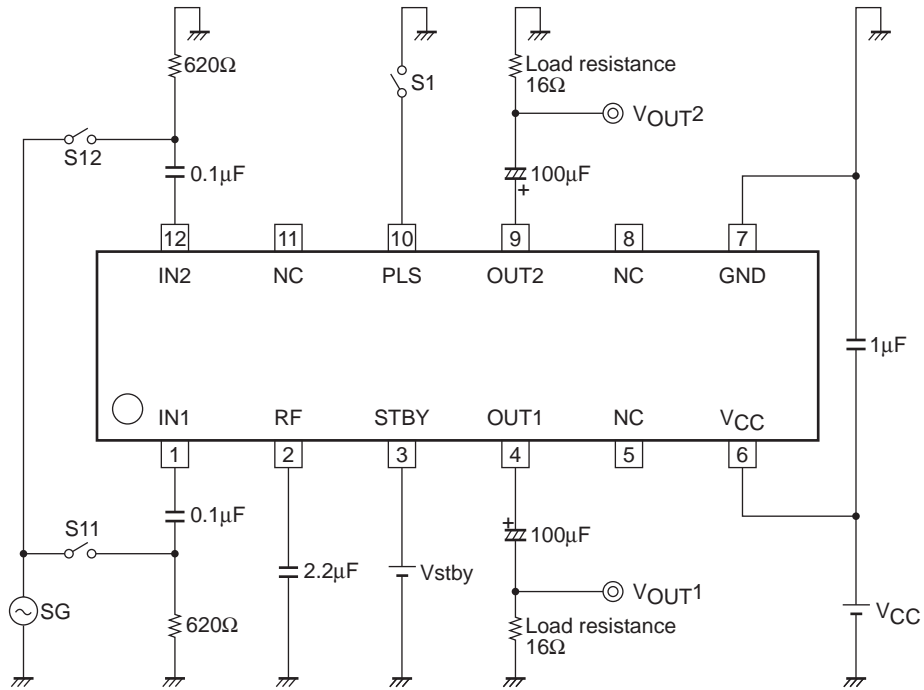 620Ω
S1
Load resistance
16Ω
VOUT2
S12
0.1μF
100μF
+
12
11
10
9
8
7
IN2
NC
PLS
OUT2
NC
GND
1μF
IN1
RF
STBY
OUT1
NC
VCC
1
2
3
4
5
6
S11
0.1μF
+
100μF
2.2μF
Vstby
VOUT1
SG
620Ω
Load resistance
16Ω
VCC